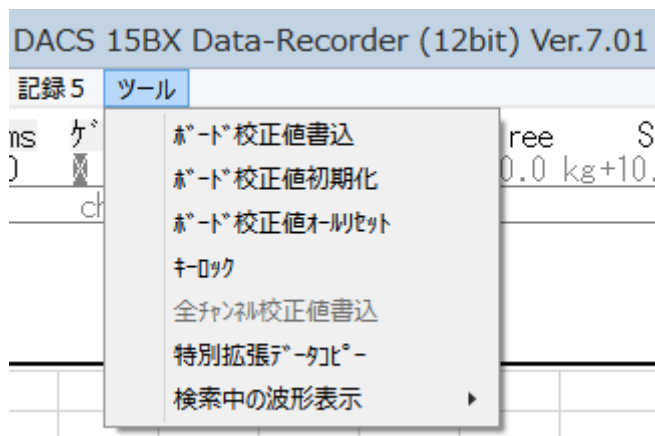 DACS 15BX Data-Recorder (12bit) Ver.7.01
記録5 ツール
ms ｹﾞ ree S
0.0 kg+10.
ch
ﾎﾞｰﾄﾞ校正値書込
ﾎﾞｰﾄﾞ校正値初期化
ﾎﾞｰﾄﾞ校正値ｵｰﾙﾘｾｯﾄ
ｷｰﾛｯｸ
全ﾁｬﾝﾈﾙ校正値書込
特別拡張ﾃﾞｰﾀｺﾋﾟｰ
検索中の波形表示